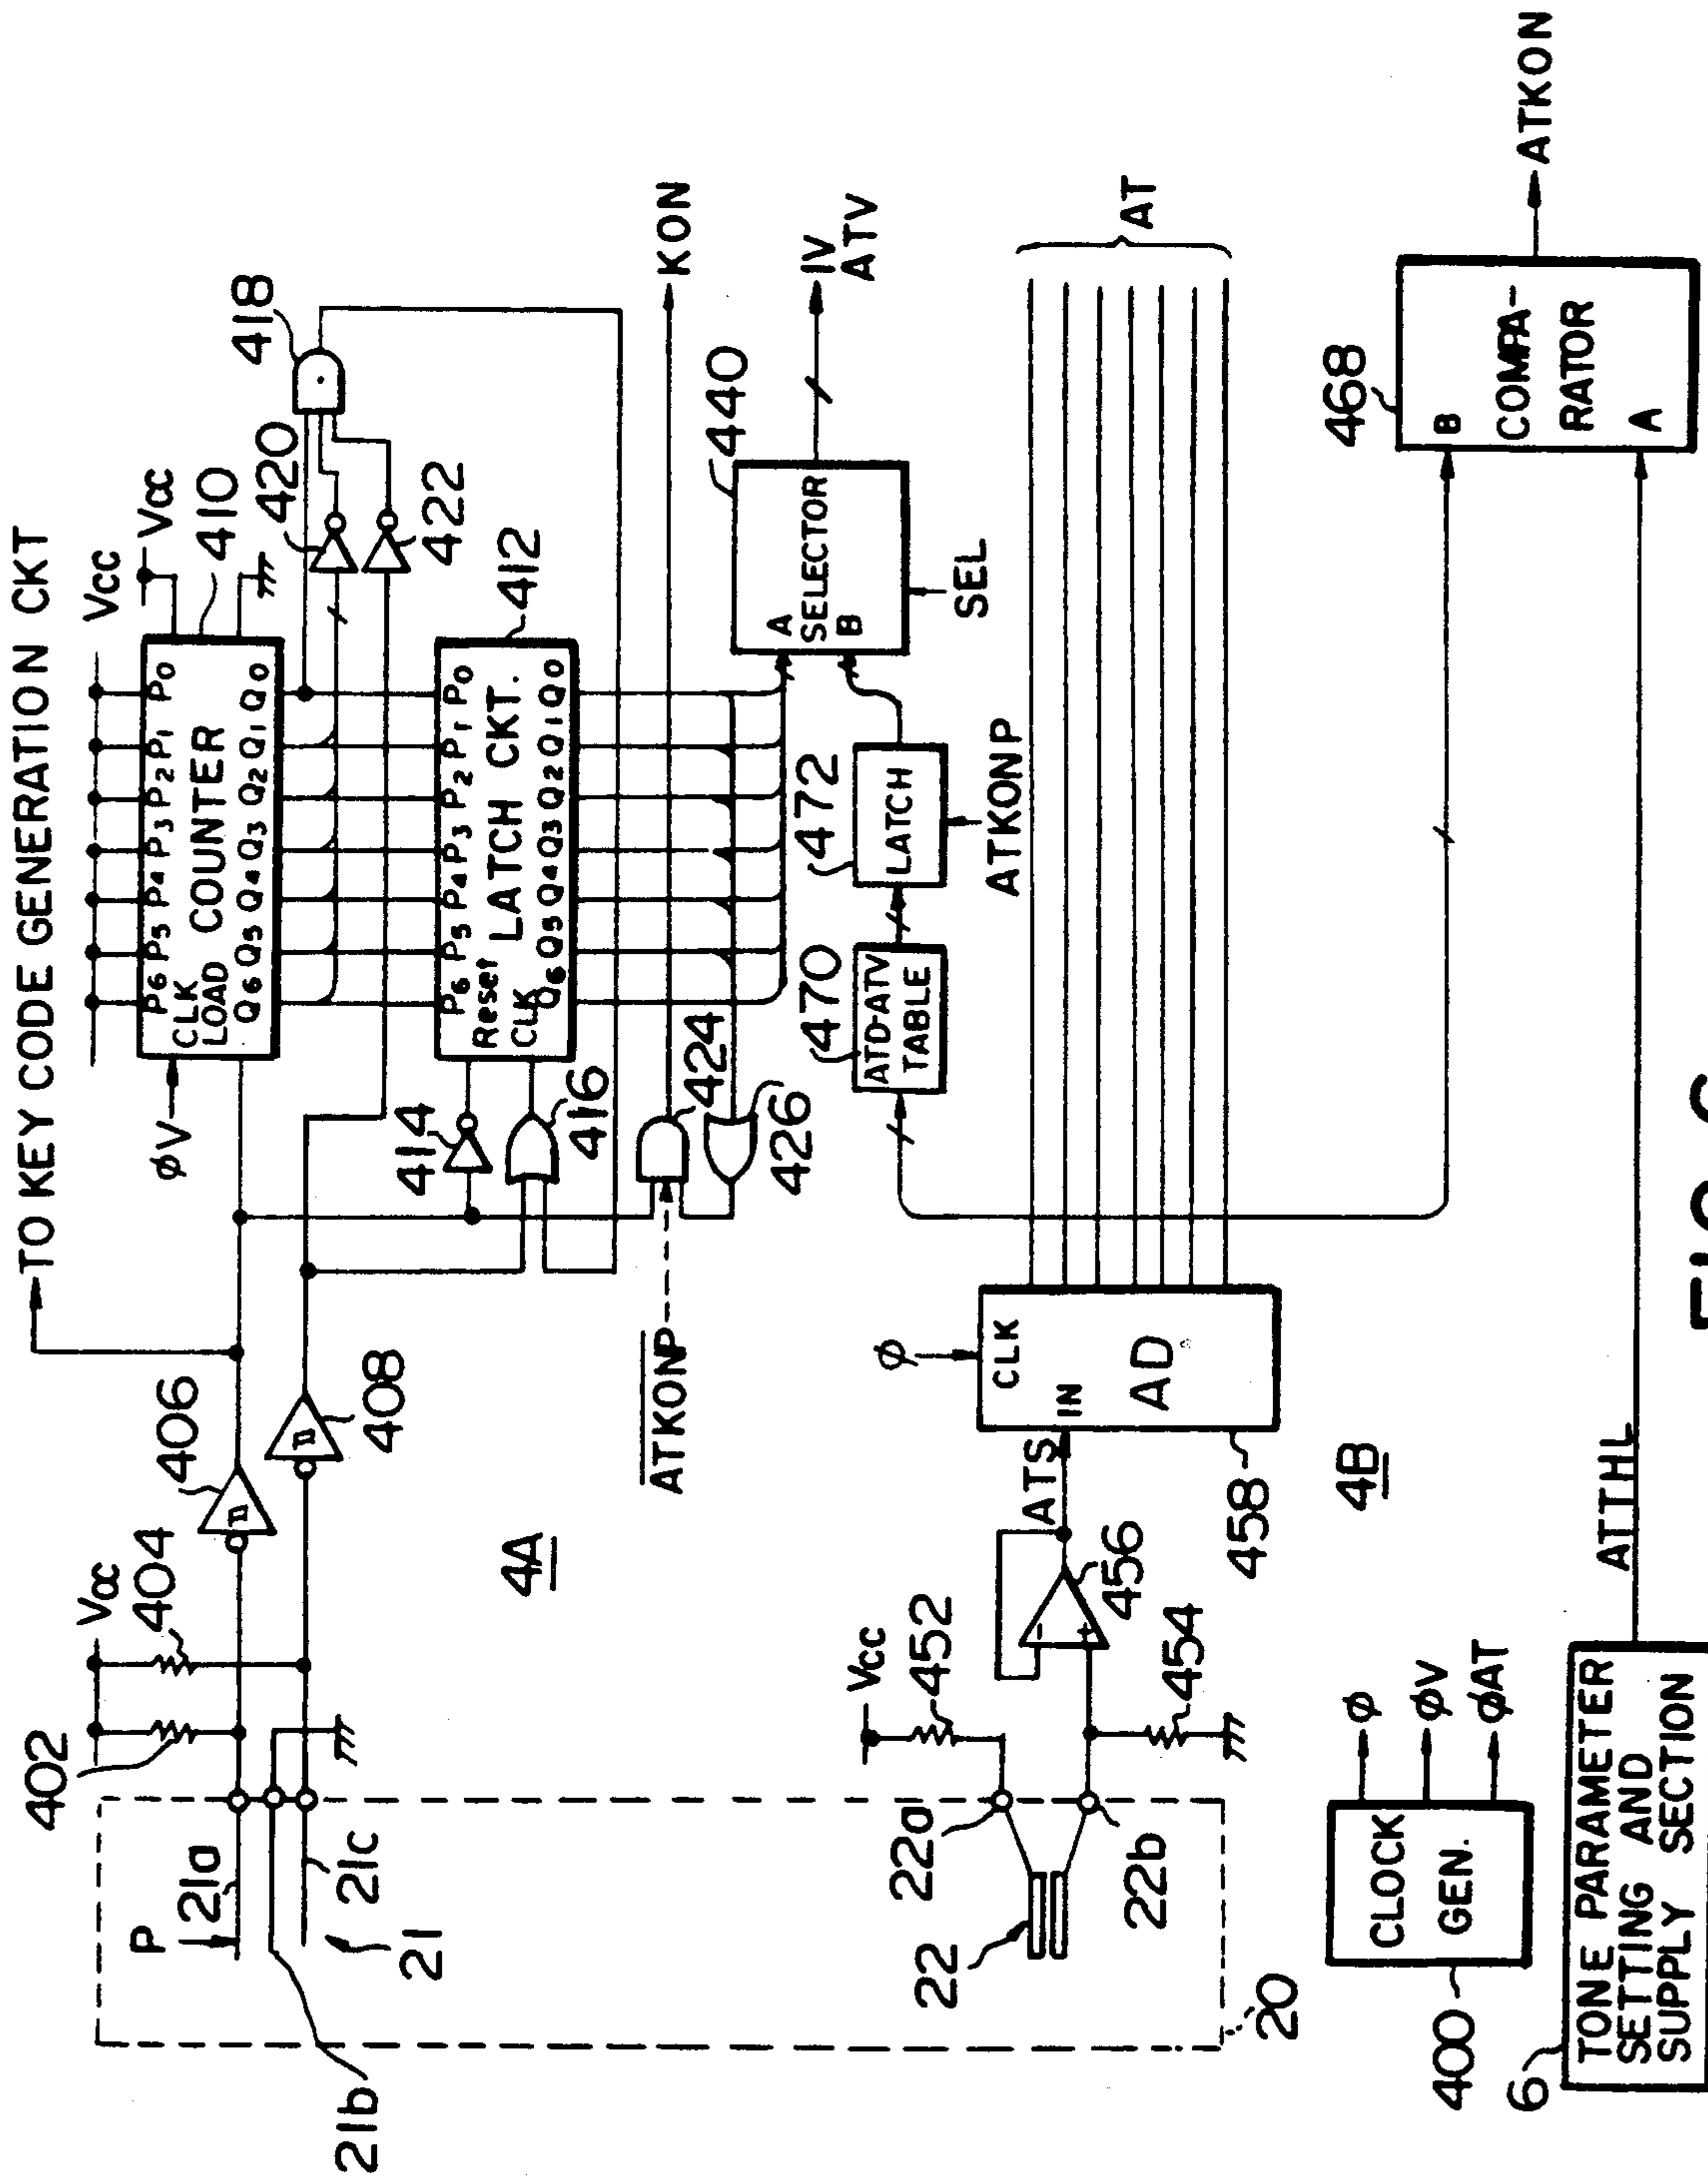 TO KEY CODE GENERATION CKT
Vcc
Vcc
410
P6 P5 P4 P3 P2 P1 P0
CLK
LOAD COUNTER
Q6 Q5 Q4 Q3 Q2 Q1 Q0
φV
418
420
422
412
P6 P5 P4 P3 P2 P1 P0
Reset LATCH CKT.
CLK
Q6 Q5 Q4 Q3 Q2 Q1 Q0
414
416
424
426
KON
ATKONP
440
A
SELECTOR
B
SEL
IV
ATV
470
ATD-ATV
TABLE
472
LATCH
ATKONP
402
Vcc
404
406
408
4A
P
21a
21b
21c
21
20
22
22a
22b
Vcc
452
454
456
ATS
φ
CLK
IN
AD
458
AT
4B
468
B
COMPA-
RATOR
A
ATKON
ATTHL
400
CLOCK
GEN.
φ
φV
φAT
6
TONE PARAMETER
SETTING AND
SUPPLY SECTION